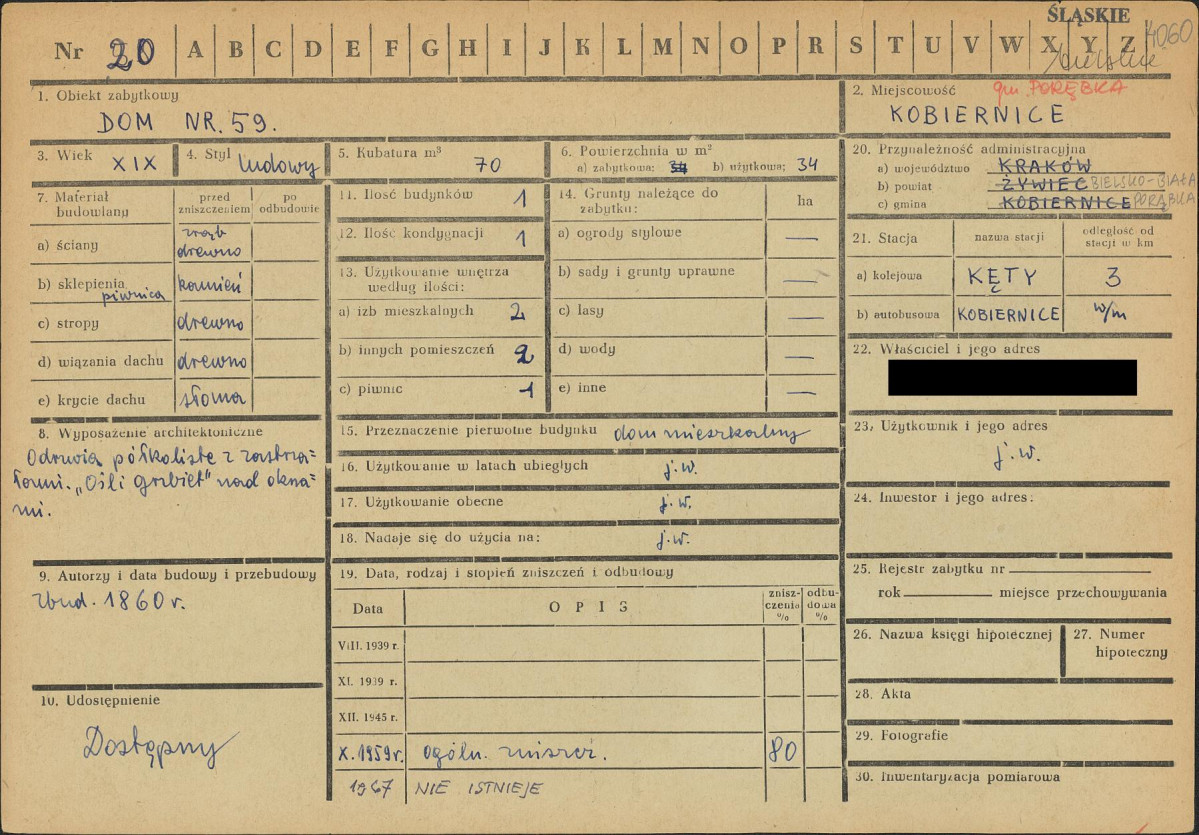 ŚLĄSKIE
4060
Nr 20 A B C D E F G H I J K L M N O P R S T U V W X Y Z
bielskie
1. Obiekt zabytkowy
DOM NR. 59.
2. Miejscowość gm. PORĘBKA
KOBIERNICE
3. Wiek XIX
4. Styl ludowy
5. Kubatura m³ 70
6. Powierzchnia w m²
a) zabytkowa: 34 b) użytkowa: 34
7. Materiał budowlany
przed zniszczeniem
po odbudowie
a) ściany zrąb drewno
b) sklepienia piwnica kamień
c) stropy drewno
d) wiązania dachu drewno
e) krycie dachu słoma
8. Wyposażenie architektoniczne
Odrzwia półkoliste z zastrza-
łami. „Ośli grzbiet" nad okna-
mi.
9. Autorzy i data budowy i przebudowy
zbud. 1860 r.
10. Udostępnienie
Dostępny
11. Ilość budynków 1
12. Ilość kondygnacji 1
13. Użytkowanie wnętrza
według ilości:
a) izb mieszkalnych 2
b) innych pomieszczeń 2
c) piwnic 1
14. Grunty należące do
zabytku: ha
a) ogrody stylowe —
b) sady i grunty uprawne —
c) lasy —
d) wody —
e) inne —
15. Przeznaczenie pierwotne budynku dom mieszkalny
16. Użytkowanie w latach ubiegłych j.w.
17. Użytkowanie obecne j.w.
18. Nadaje się do użycia na: j.w.
19. Data, rodzaj i stopień zniszczeń i odbudowy
Data OPIS znisz-czenia % odbu-dowa %
VIII. 1939 r.
XI. 1939 r.
XII. 1945 r.
X. 1959 r. ogóln. zniszcz. 80
1967 NIE ISTNIEJE
20. Przynależność administracyjna
a) województwo KRAKÓW
b) powiat ŻYWIEC BIELSKO-BIAŁA
c) gmina KOBIERNICE PORĄBKA
21. Stacja nazwa stacji odległość od stacji w km
a) kolejowa KĘTY 3
b) autobusowa KOBIERNICE w/m
22. Właściciel i jego adres
23. Użytkownik i jego adres
j.w.
24. Inwestor i jego adres:
25. Rejestr zabytku nr
rok miejsce przechowywania
26. Nazwa księgi hipotecznej
27. Numer hipoteczny
28. Akta
29. Fotografie
30. Inwentaryzacja pomiarowa